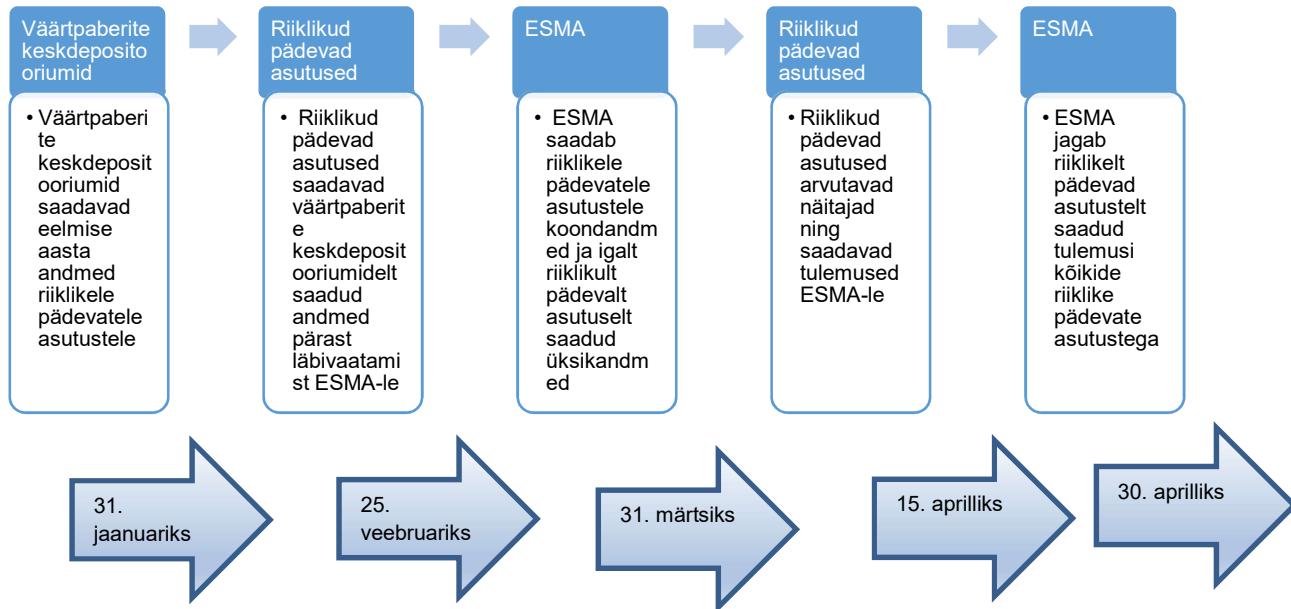 Väärtpaberite
keskdeposito
oriumid
Riiklikud
pädevad
asutused
ESMA
Riiklikud
pädevad
asutused
ESMA
• Väärtpaberi
te
keskdeposit
ooriumid
saadavad
eelmise
aasta
andmed
riiklikele
pädevatele
asutustele
• Riiklikud
pädevad
asutused
saadavad
väärtpaberit
e
keskdeposit
ooriumidelt
saadud
andmed
pärast
läbivaatami
st ESMA-le
• ESMA
saadab
riiklikele
pädevatele
asutustele
koondandm
ed ja igalt
riiklikult
pädevalt
asutuselt
saadud
üksikandm
ed
• Riiklikud
pädevad
asutused
arvutavad
näitajad
ning
saadavad
tulemused
ESMA-le
• ESMA
jagab
riiklikelt
pädevad
asutustelt
saadud
tulemusi
kõikide
riiklike
pädevate
asutustega
31.
jaanuariks
25.
veebruariks
31. märtsiks
15. aprilliks
30. aprilliks